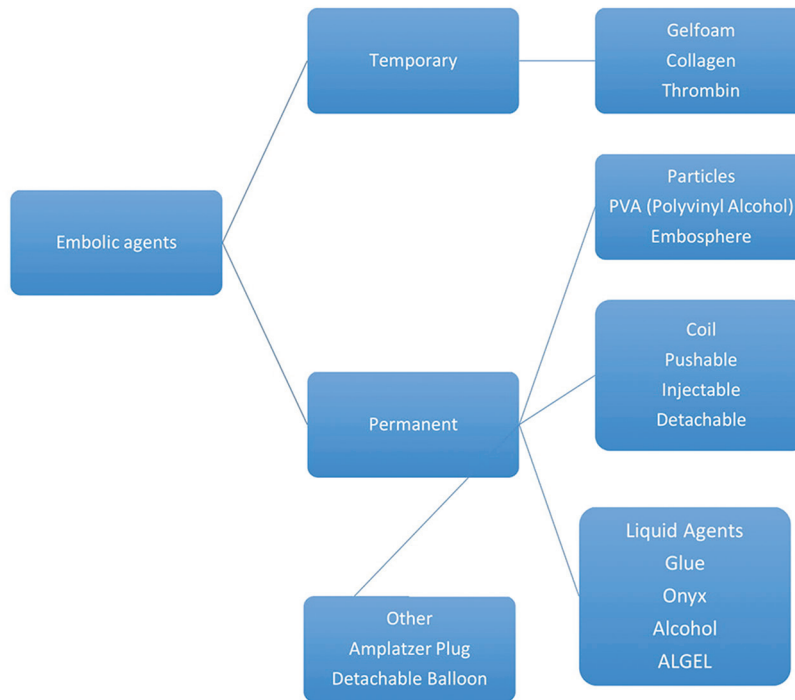 Embolic agents
Temporary
Gelfoam
Collagen
Thrombin
Permanent
Particles
PVA (Polyvinyl Alcohol)
Embosphere
Coil
Pushable
Injectable
Detachable
Liquid Agents
Glue
Onyx
Alcohol
ALGEL
Other
Amplatzer Plug
Detachable Balloon